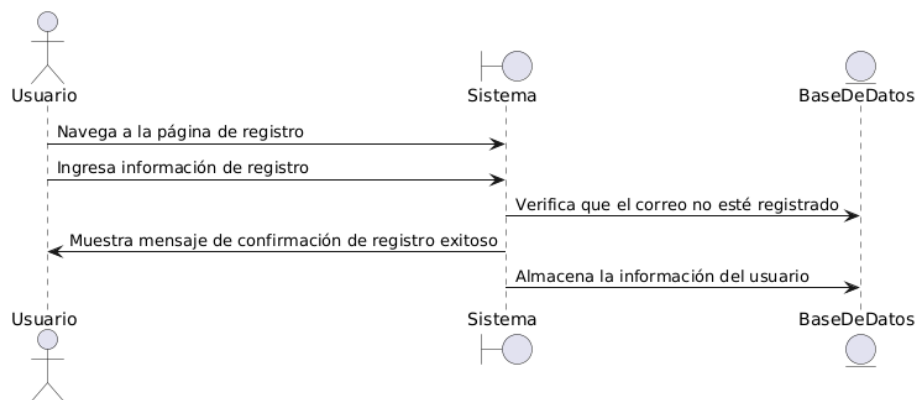 Usuario
Sistema
BaseDeDatos
Navega a la página de registro
Ingresa información de registro
Verifica que el correo no esté registrado
Muestra mensaje de confirmación de registro exitoso
Almacena la información del usuario
Usuario
Sistema
BaseDeDatos